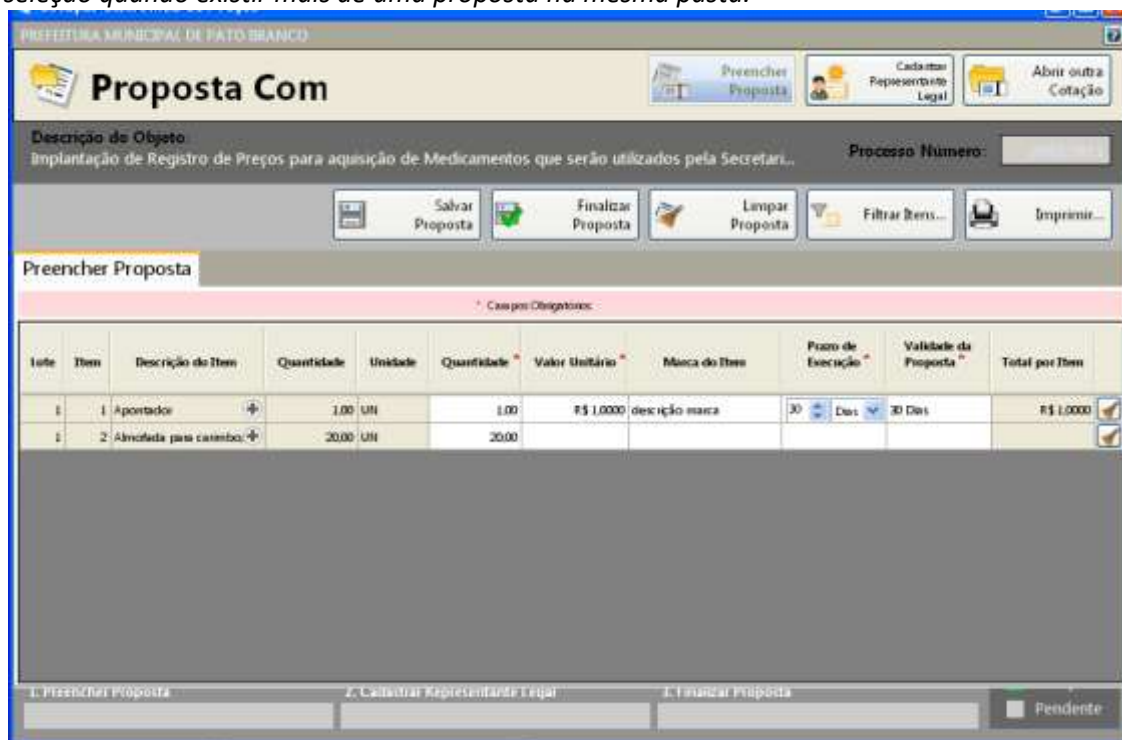 seleção quando existir mais de uma proposta na mesma pasta.
PREFEITURA MUNICIPAL DE PATO BRANCO
Proposta Com
Preencher
Proposta
Cadastrar
Representante
Legal
Abrir outra
Cotação
Descrição do Objeto:
Implantação de Registro de Preços para aquisição de Medicamentos que serão utilizados pela Secretari...
Processo Numero:
Salvar
Proposta
Finalizar
Proposta
Limpar
Proposta
Filtrar Itens...
Imprimir...
Preencher Proposta
* Campos Obrigatórios
Lote Item Descrição do Item Quantidade Unidade Quantidade * Valor Unitário * Marca do Item Prazo de Execução * Validade da Proposta * Total por Item
1 1 Apontador 1,00 UN 1,00 R$ 1,0000 descrição marca 30 Dias 30 Dias R$ 1,0000
1 2 Almofada para carimbo, 20,00 UN 20,00
1. Preencher Proposta 2. Cadastrar Representante Legal 3. Finalizar Proposta
Pendente